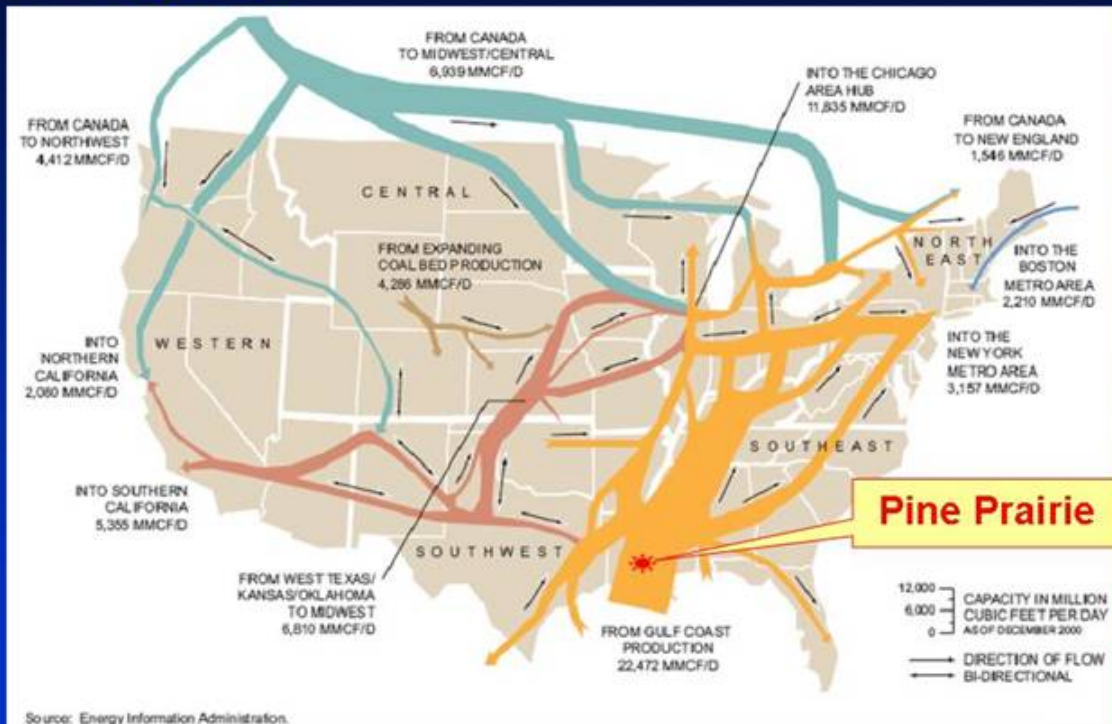 FROM CANADA
TO MIDWEST/CENTRAL
6,939 MMCF/D
INTO THE CHICAGO
AREA HUB
11,835 MMCF/D
FROM CANADA
TO NORTHWEST
4,412 MMCF/D
FROM CANADA
TO NEW ENGLAND
1,546 MMCF/D
CENTRAL
FROM EXPANDING
COAL BED PRODUCTION
4,286 MMCF/D
NORTH
EAST
INTO THE
BOSTON
METRO AREA
2,210 MMCF/D
WESTERN
INTO
NORTHERN
CALIFORNIA
2,080 MMCF/D
INTO THE
NEW YORK
METRO AREA
3,157 MMCF/D
SOUTHEAST
INTO SOUTHERN
CALIFORNIA
5,355 MMCF/D
SOUTHWEST
Pine Prairie
FROM WEST TEXAS/
KANSAS/OKLAHOMA
TO MIDWEST
6,810 MMCF/D
FROM GULF COAST
PRODUCTION
22,472 MMCF/D
12,000
6,000
0
CAPACITY IN MILLION
CUBIC FEET PER DAY
AS OF DECEMBER 2000
DIRECTION OF FLOW
BI-DIRECTIONAL
Source: Energy Information Administration.